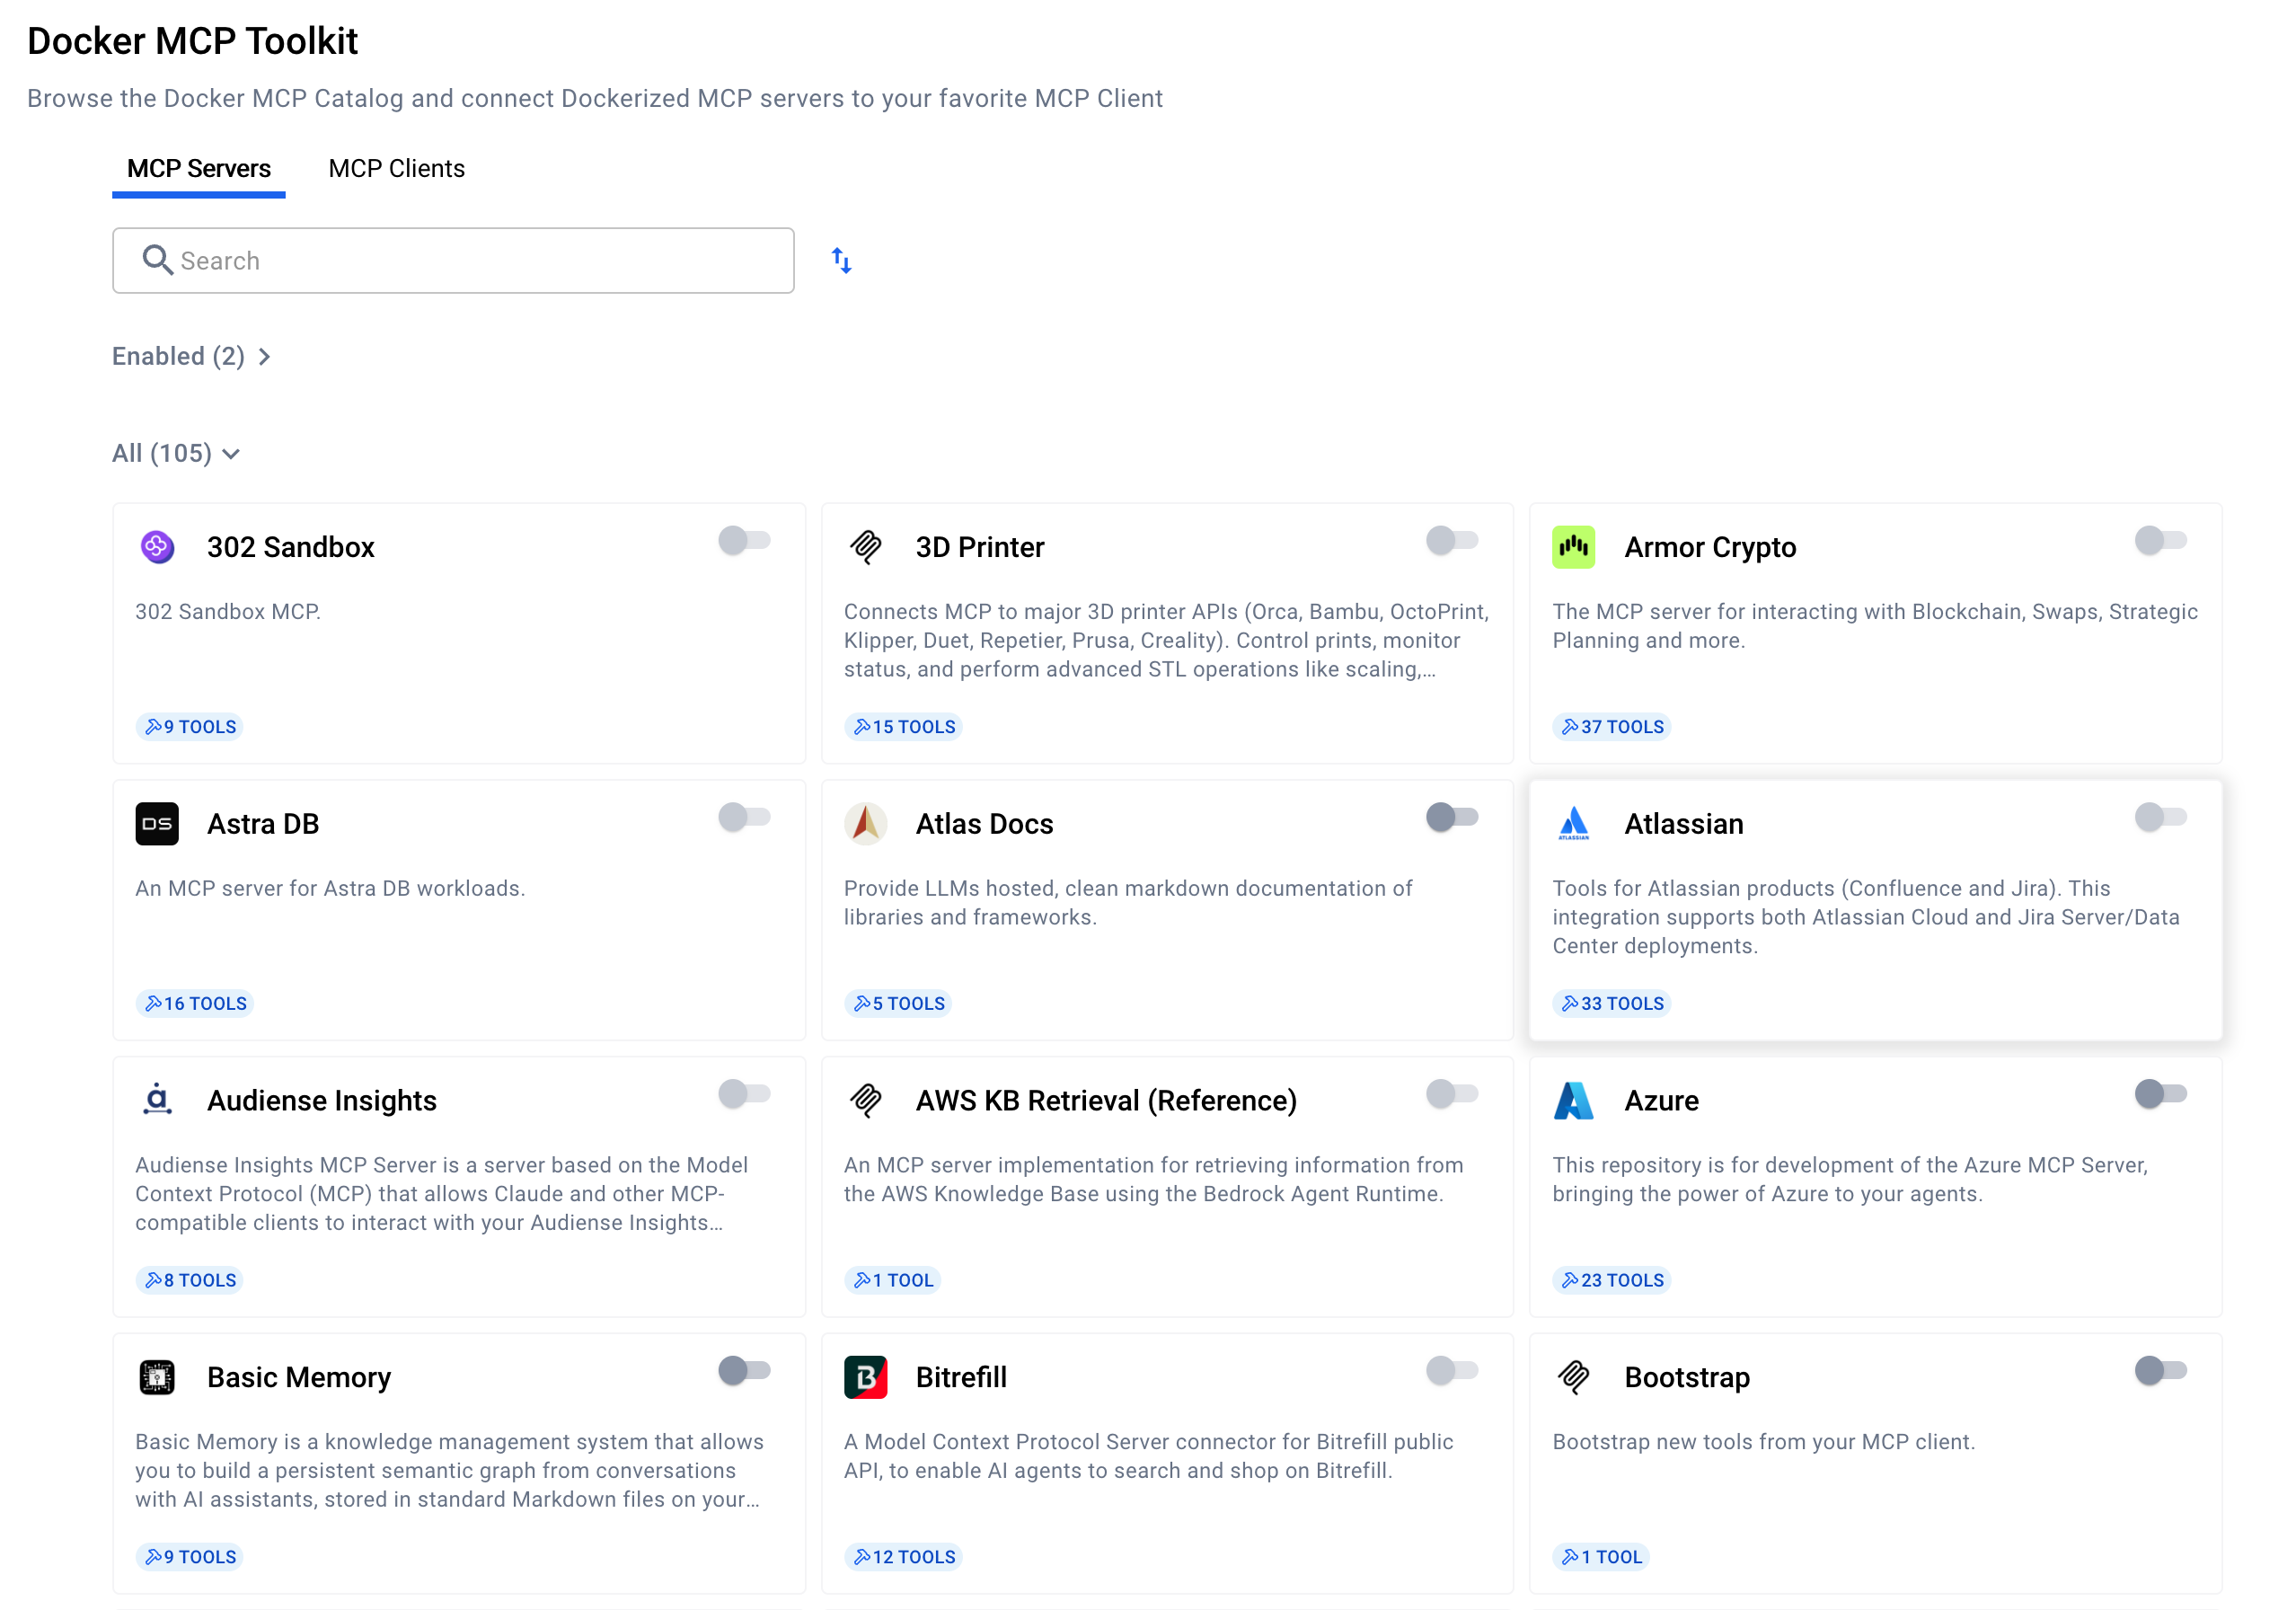 Docker MCP Toolkit
Browse the Docker MCP Catalog and connect Dockerized MCP servers to your favorite MCP Client
MCP Servers
MCP Clients
Search
Enabled (2)
All (105)
302 Sandbox
302 Sandbox MCP.
9 TOOLS
3D Printer
Connects MCP to major 3D printer APIs (Orca, Bambu, OctoPrint,
Klipper, Duet, Repetier, Prusa, Creality). Control prints, monitor
status, and perform advanced STL operations like scaling,...
15 TOOLS
Armor Crypto
The MCP server for interacting with Blockchain, Swaps, Strategic
Planning and more.
37 TOOLS
DS
Astra DB
An MCP server for Astra DB workloads.
16 TOOLS
Atlas Docs
Provide LLMs hosted, clean markdown documentation of
libraries and frameworks.
5 TOOLS
ATLASSIAN
Atlassian
Tools for Atlassian products (Confluence and Jira). This
integration supports both Atlassian Cloud and Jira Server/Data
Center deployments.
33 TOOLS
a
Audiense Insights
Audiense Insights MCP Server is a server based on the Model
Context Protocol (MCP) that allows Claude and other MCP-
compatible clients to interact with your Audiense Insights...
8 TOOLS
AWS KB Retrieval (Reference)
An MCP server implementation for retrieving information from
the AWS Knowledge Base using the Bedrock Agent Runtime.
1 TOOL
Azure
This repository is for development of the Azure MCP Server,
bringing the power of Azure to your agents.
23 TOOLS
Basic Memory
Basic Memory is a knowledge management system that allows
you to build a persistent semantic graph from conversations
with AI assistants, stored in standard Markdown files on your...
9 TOOLS
B
Bitrefill
A Model Context Protocol Server connector for Bitrefill public
API, to enable AI agents to search and shop on Bitrefill.
12 TOOLS
Bootstrap
Bootstrap new tools from your MCP client.
1 TOOL